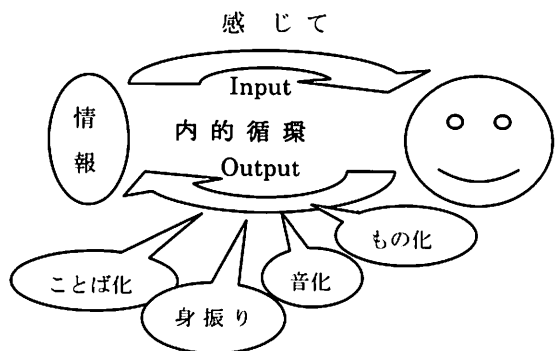 感じて
Input
情報
内的循環
Output
もの化
ことば化
音化
身振り